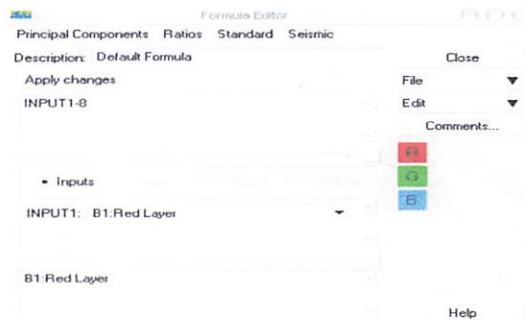 Formula Editor
Principal Components Ratios Standard Seismic
Description: Default Formula
Close
Apply changes
File
INPUT1-8
Edit
Comments...
R
G
B
• Inputs
INPUT1: B1:Red Layer
B1:Red Layer
Help